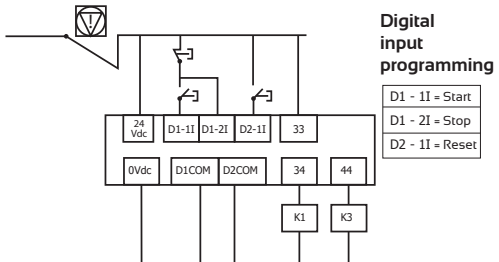 Digital
input
programming
D1 - 1I = Start
D1 - 2I = Stop
D2 - 1I = Reset
24
Vdc
D1-1I
D1-2I
D2-1I
33
0Vdc
D1COM
D2COM
34
44
K1
K3